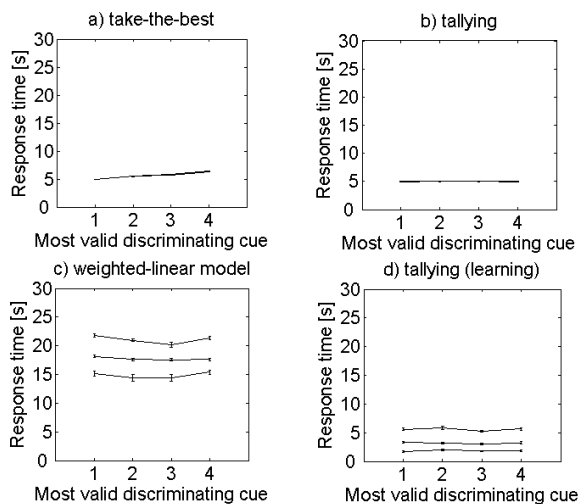 a) take-the-best
30
25
20
15
10
5
0
Response time [s]
1 2 3 4
Most valid discriminating cue
b) tallying
30
25
20
15
10
5
0
Response time [s]
1 2 3 4
Most valid discriminating cue
c) weighted-linear model
30
25
20
15
10
5
0
Response time [s]
1 2 3 4
Most valid discriminating cue
d) tallying (learning)
30
25
20
15
10
5
0
Response time [s]
1 2 3 4
Most valid discriminating cue